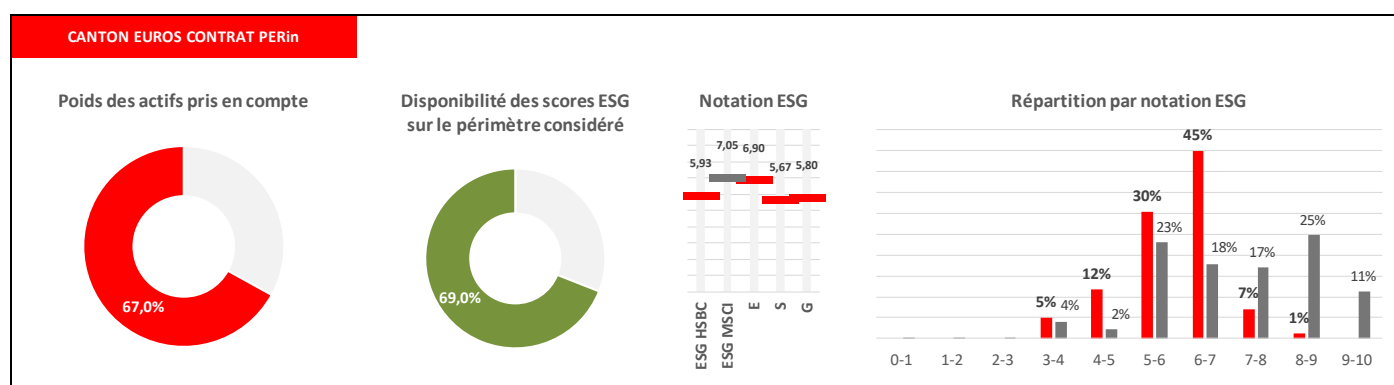 CANTON EUROS CONTRAT PERin
Poids des actifs pris en compte
67,0%
Disponibilité des scores ESG
sur le périmètre considéré
69,0%
Notation ESG
5,93
7,05
6,90
5,67
5,80
ESG HSBC
ESG MSCI
E
S
G
Répartition par notation ESG
5%
4%
12%
2%
30%
23%
45%
18%
7%
17%
1%
25%
11%
0-1
1-2
2-3
3-4
4-5
5-6
6-7
7-8
8-9
9-10